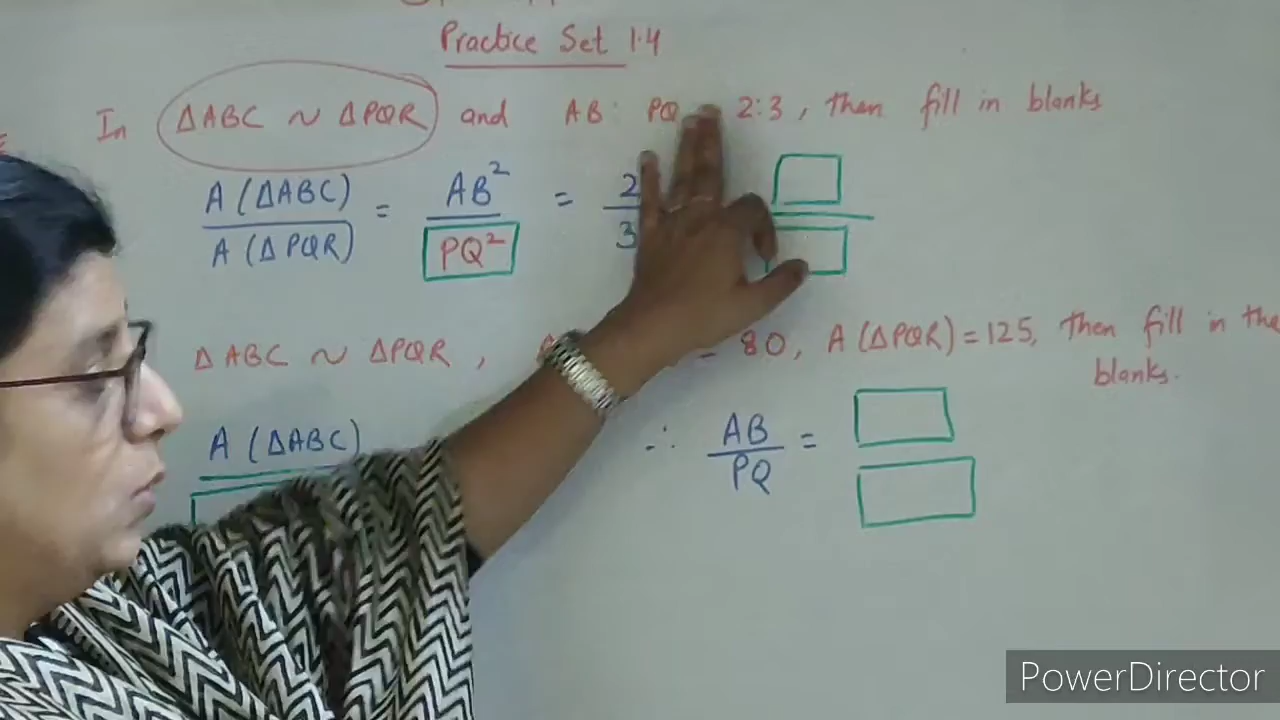 Practice Set 1.4
In ΔABC ~ ΔPQR and AB: PQ 2:3, then fill in blanks
A (ΔABC) / A (ΔPQR) = AB² / PQ² = 2 / 3
ΔABC ~ ΔPQR, = 80, A (ΔPQR) = 125, then fill in the
blanks.
A (ΔABC)
∴ AB / PQ =
PowerDirector